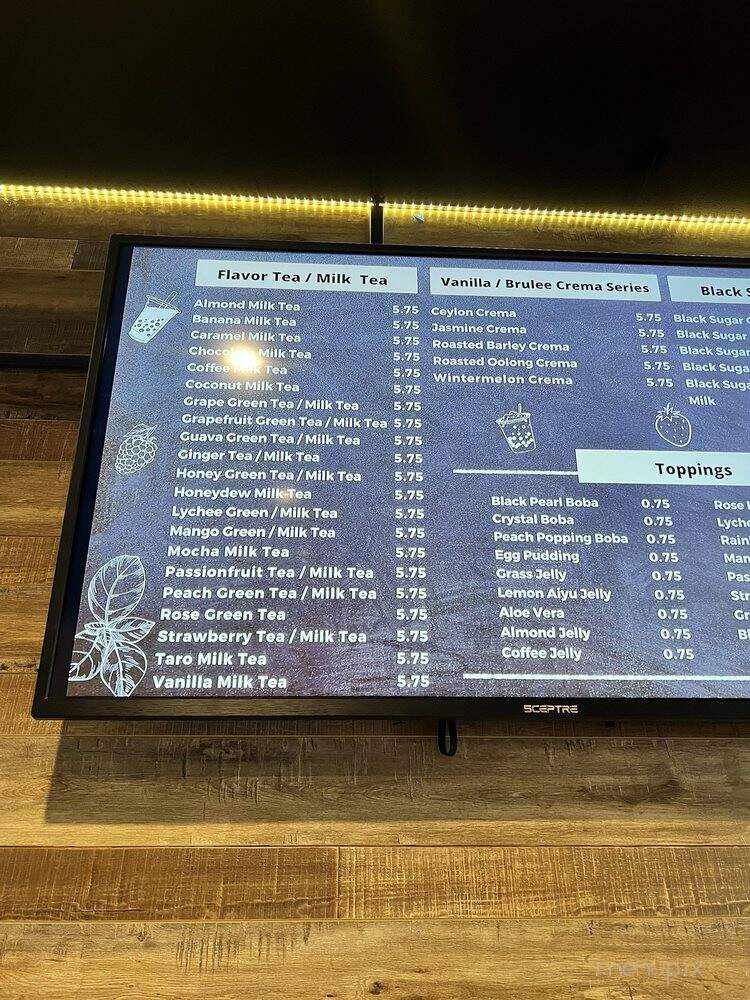 Flavor Tea / Milk Tea
Almond Milk Tea 5.75
Banana Milk Tea 5.75
Caramel Milk Tea 5.75
Milk Tea 5.75
Coffee Milk Tea 5.75
Coconut Milk Tea 5.75
Grape Green Tea / Milk Tea 5.75
Grapefruit Green Tea / Milk Tea 5.75
Guava Green Tea / Milk Tea 5.75
Ginger Tea / Milk Tea 5.75
Honey Green Tea / Milk Tea 5.75
Honeydew Milk Tea 5.75
Lychee Green / Milk Tea 5.75
Mango Green / Milk Tea 5.75
Mocha Milk Tea 5.75
Passionfruit Tea / Milk Tea 5.75
Peach Green Tea / Milk Tea 5.75
Rose Green Tea 5.75
Strawberry Tea / Milk Tea 5.75
Taro Milk Tea 5.75
Vanilla Milk Tea 5.75
Vanilla / Brulee Crema Series
Ceylon Crema 5.75
Jasmine Crema 5.75
Roasted Barley Crema 5.75
Roasted Oolong Crema 5.75
Wintermelon Crema 5.75
Black
Black Sugar
Black Sugar
Black Sugar
Black
Black Sugar
Milk
Toppings
Black Pearl Boba 0.75
Crystal Boba 0.75
Peach Popping Boba 0.75
Egg Pudding 0.75
Grass Jelly 0.75
Lemon Aiyu Jelly 0.75
Aloe Vera 0.75
Almond Jelly 0.75
Coffee Jelly 0.75
Rose
SCEPTRE
menupix